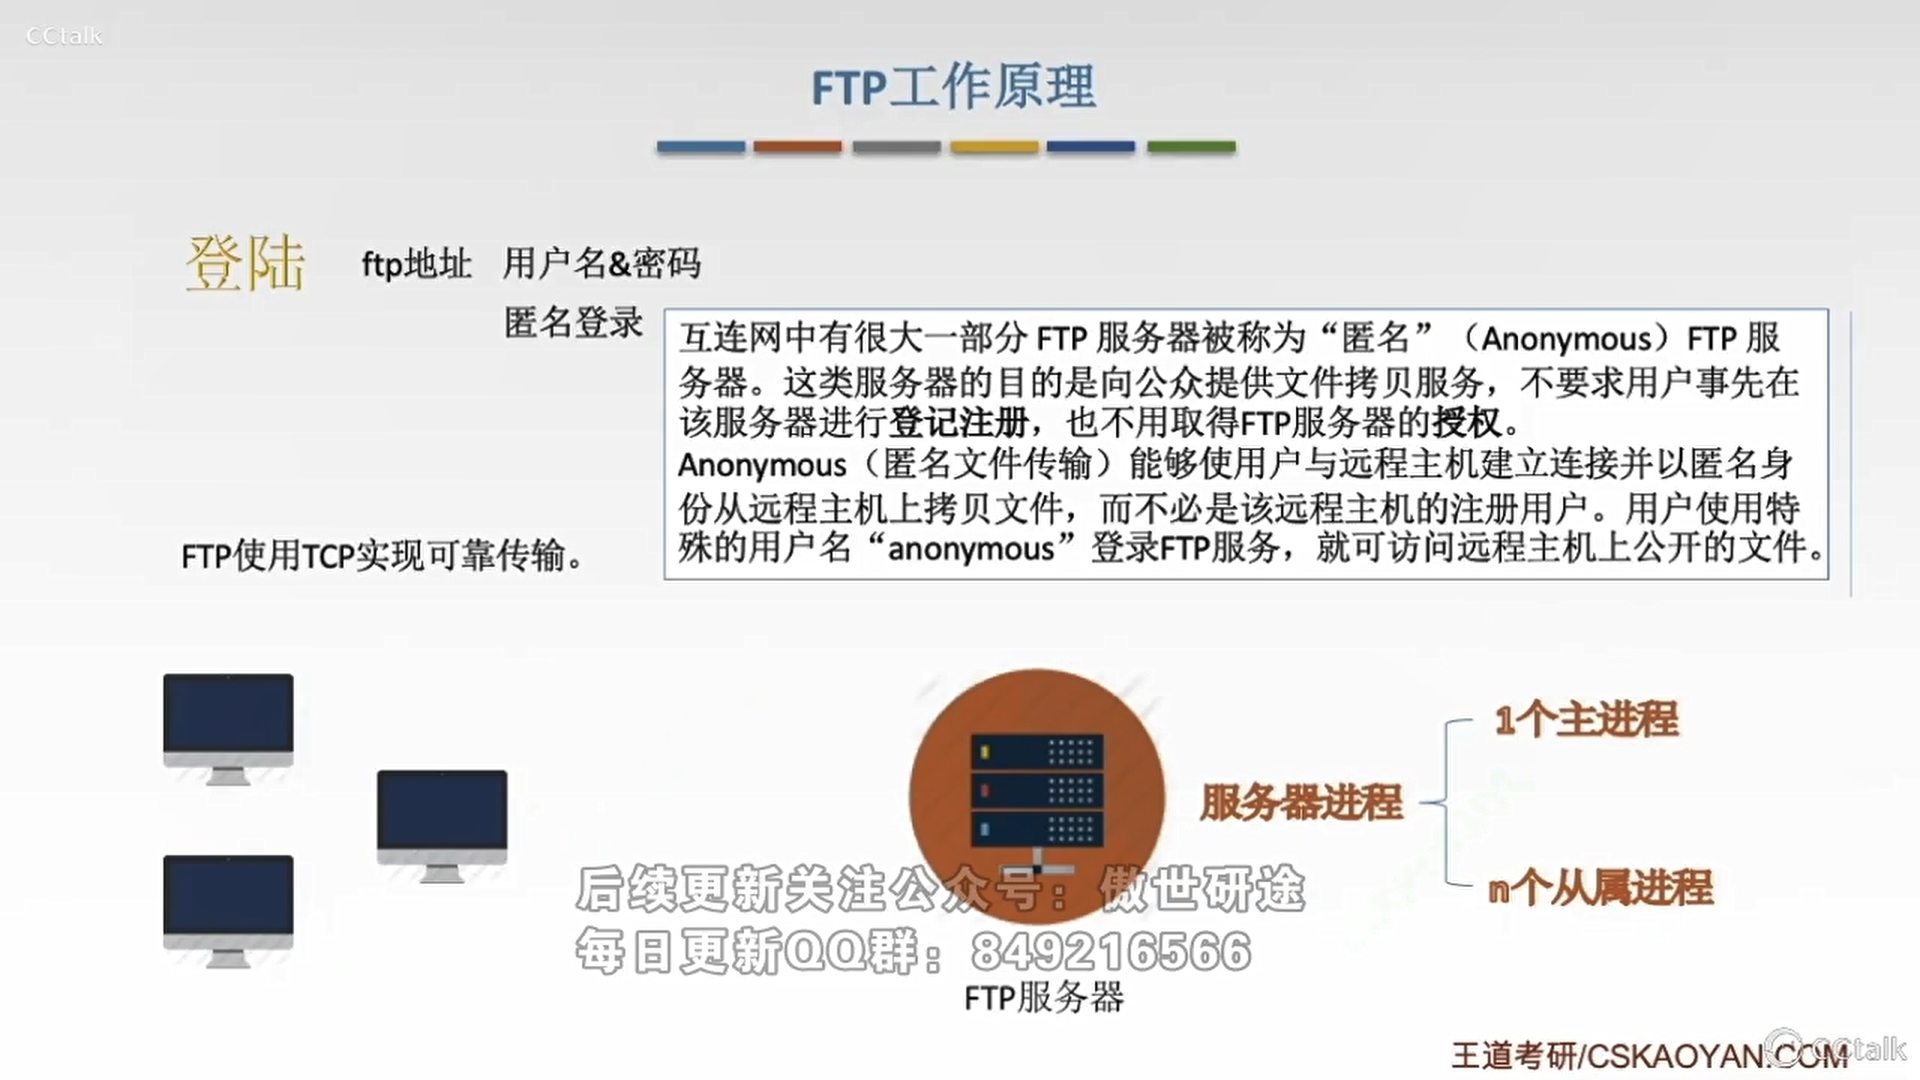 CCtalk
FTP工作原理
登陆 ftp地址 用户名&密码
匿名登录
互连网中有很大一部分 FTP 服务器被称为“匿名”（Anonymous）FTP 服
务器。这类服务器的目的是向公众提供文件拷贝服务，不要求用户事先在
该服务器进行登记注册，也不用取得FTP服务器的授权。
Anonymous（匿名文件传输）能够使用户与远程主机建立连接并以匿名身
份从远程主机上拷贝文件，而不必是该远程主机的注册用户。用户使用特
殊的用户名“anonymous”登录FTP服务，就可访问远程主机上公开的文件。
FTP使用TCP实现可靠传输。
1个主进程
服务器进程
n个从属进程
后续更新关注公众号：傲世研途
每日更新QQ群：849216566
FTP服务器
王道考研/CSKAOYAN.COM
CCtalk